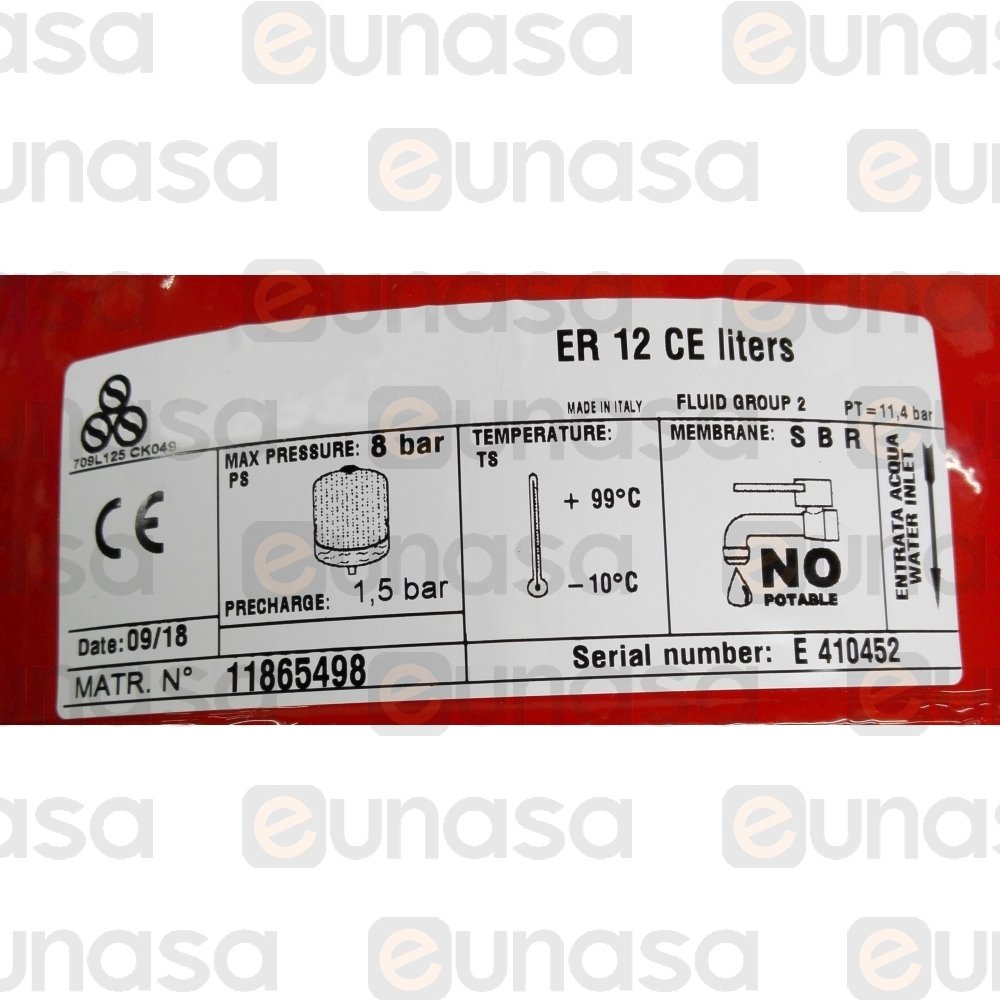 eunasa
ER 12 CE liters
MADE IN ITALY FLUID GROUP 2 PT = 11,4 bar
709L125 CK049
MAX PRESSURE: 8 bar
PS
PRECHARGE: 1,5 bar
TEMPERATURE:
TS
+ 99°C
–10°C
MEMBRANE: S B R
NO
POTABLE
ENTRATA ACQUA
WATER INLET
CE
Date: 09/18
MATR. N° 11865498
Serial number: E 410452